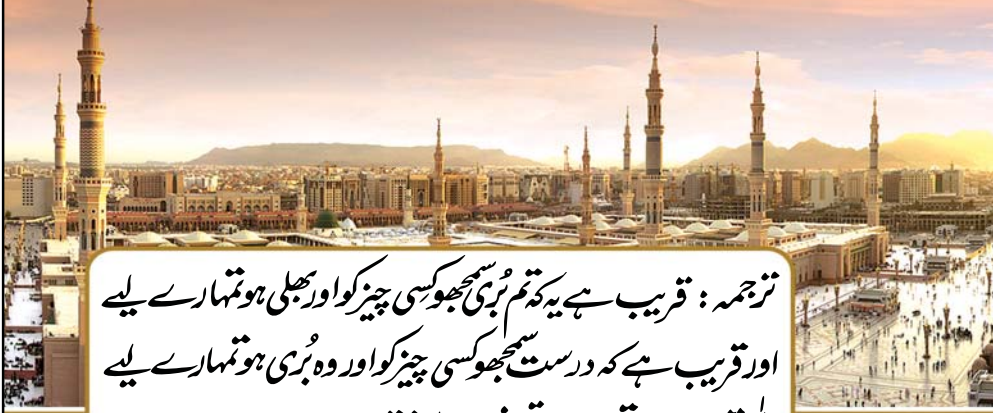 ترجمہ : قریب ہے یہ کہ تم بُری سمجھو کسِی چیز کو اور بھلی ہو تمہارے لیے
اور قریب ہے کہ درست سمجھو کسی چیز کو اور وہ بُری ہو تمہارے لیے